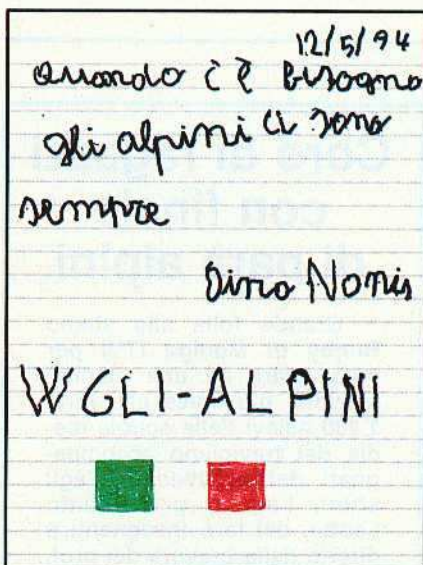 12/5/94
quando c'è bisogno
gli alpini ci sono
sempre
Dino Nonis
W GLI-ALPINI